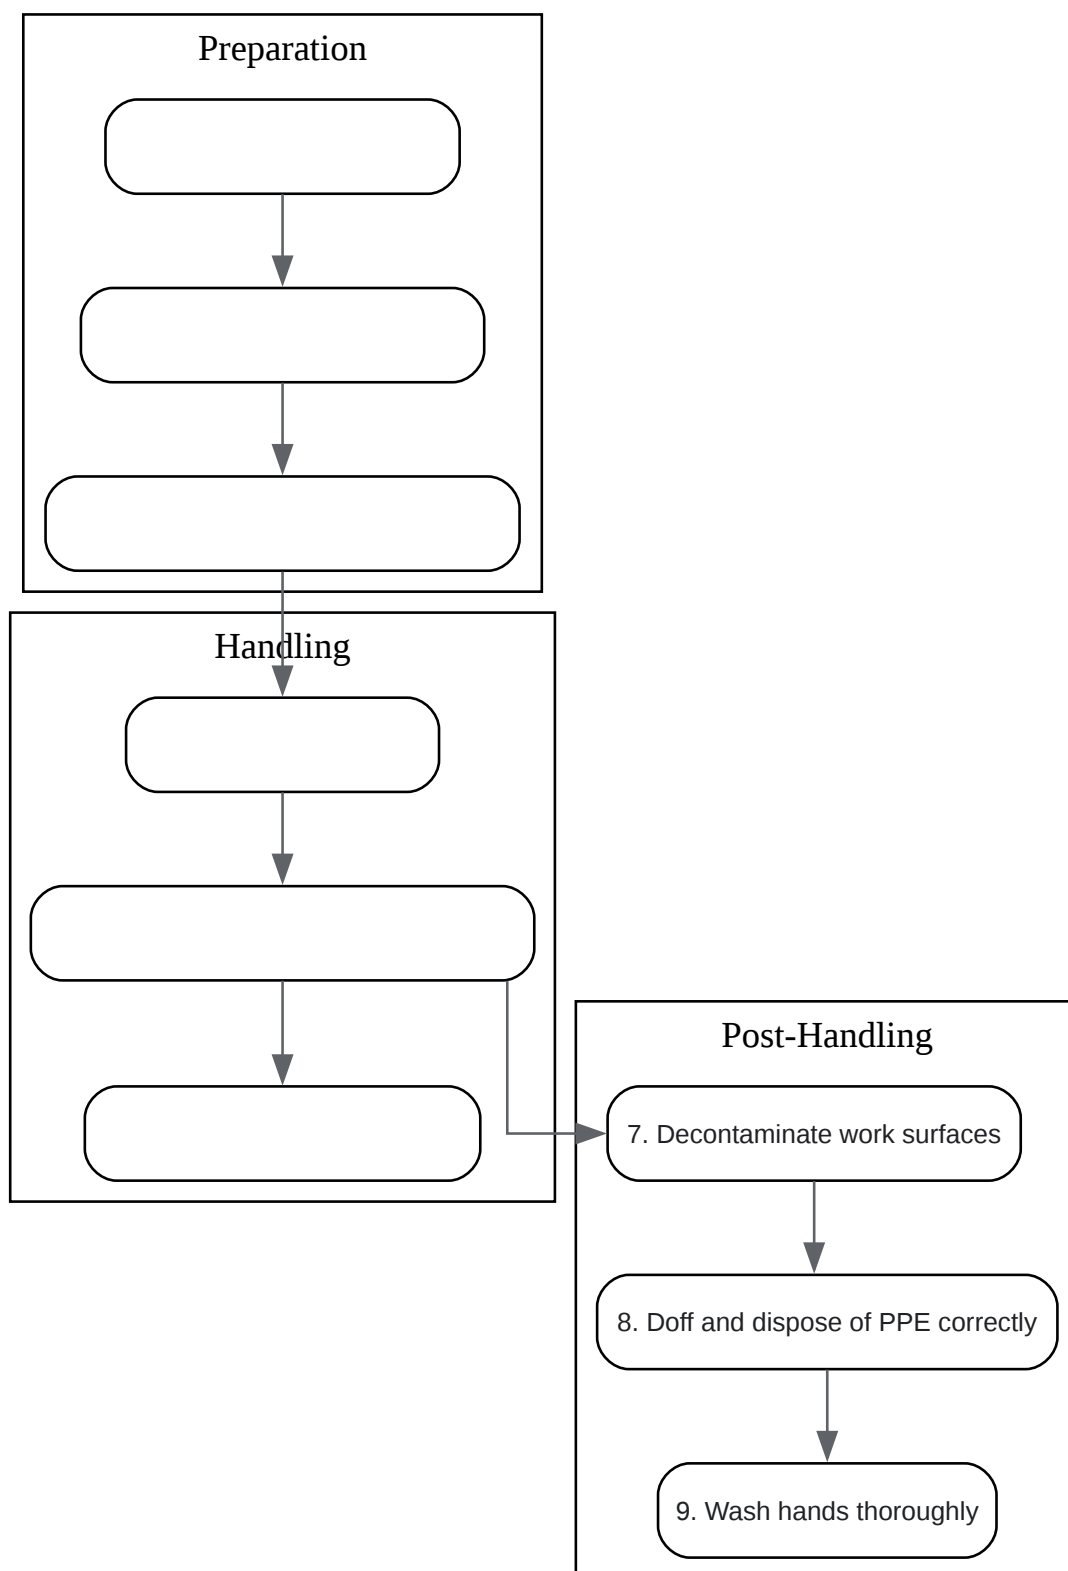 Preparation
Handling
Post-Handling
7. Decontaminate work surfaces
8. Doff and dispose of PPE correctly
9. Wash hands thoroughly